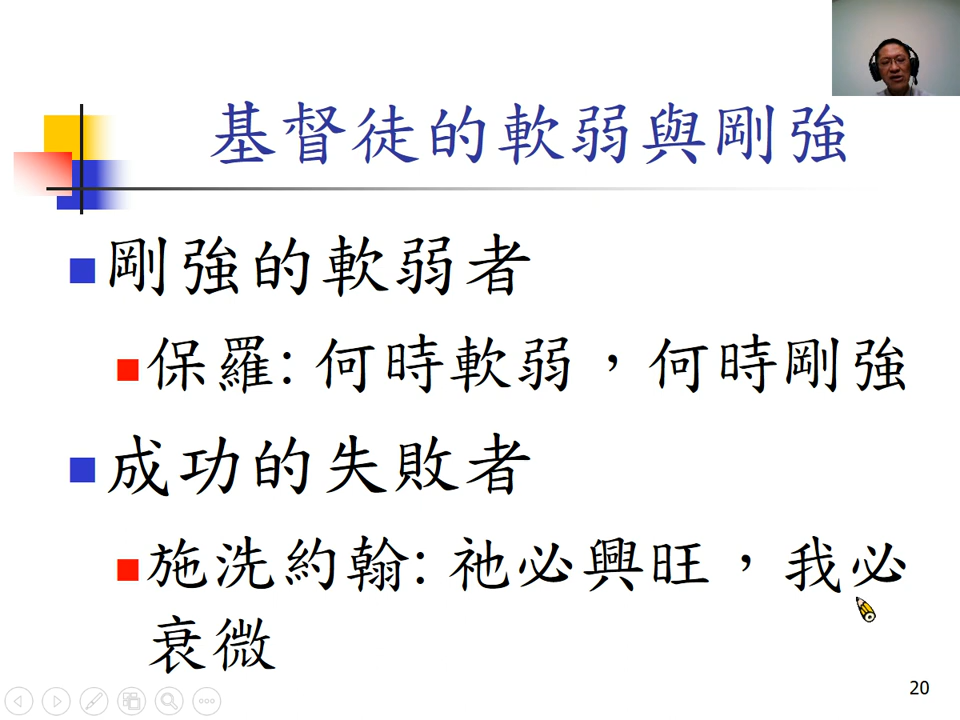 基督徒的軟弱與剛強
剛強的軟弱者
保羅: 何時軟弱，何時剛強
成功的失敗者
施洗約翰: 祂必興旺，我必
衰微
20